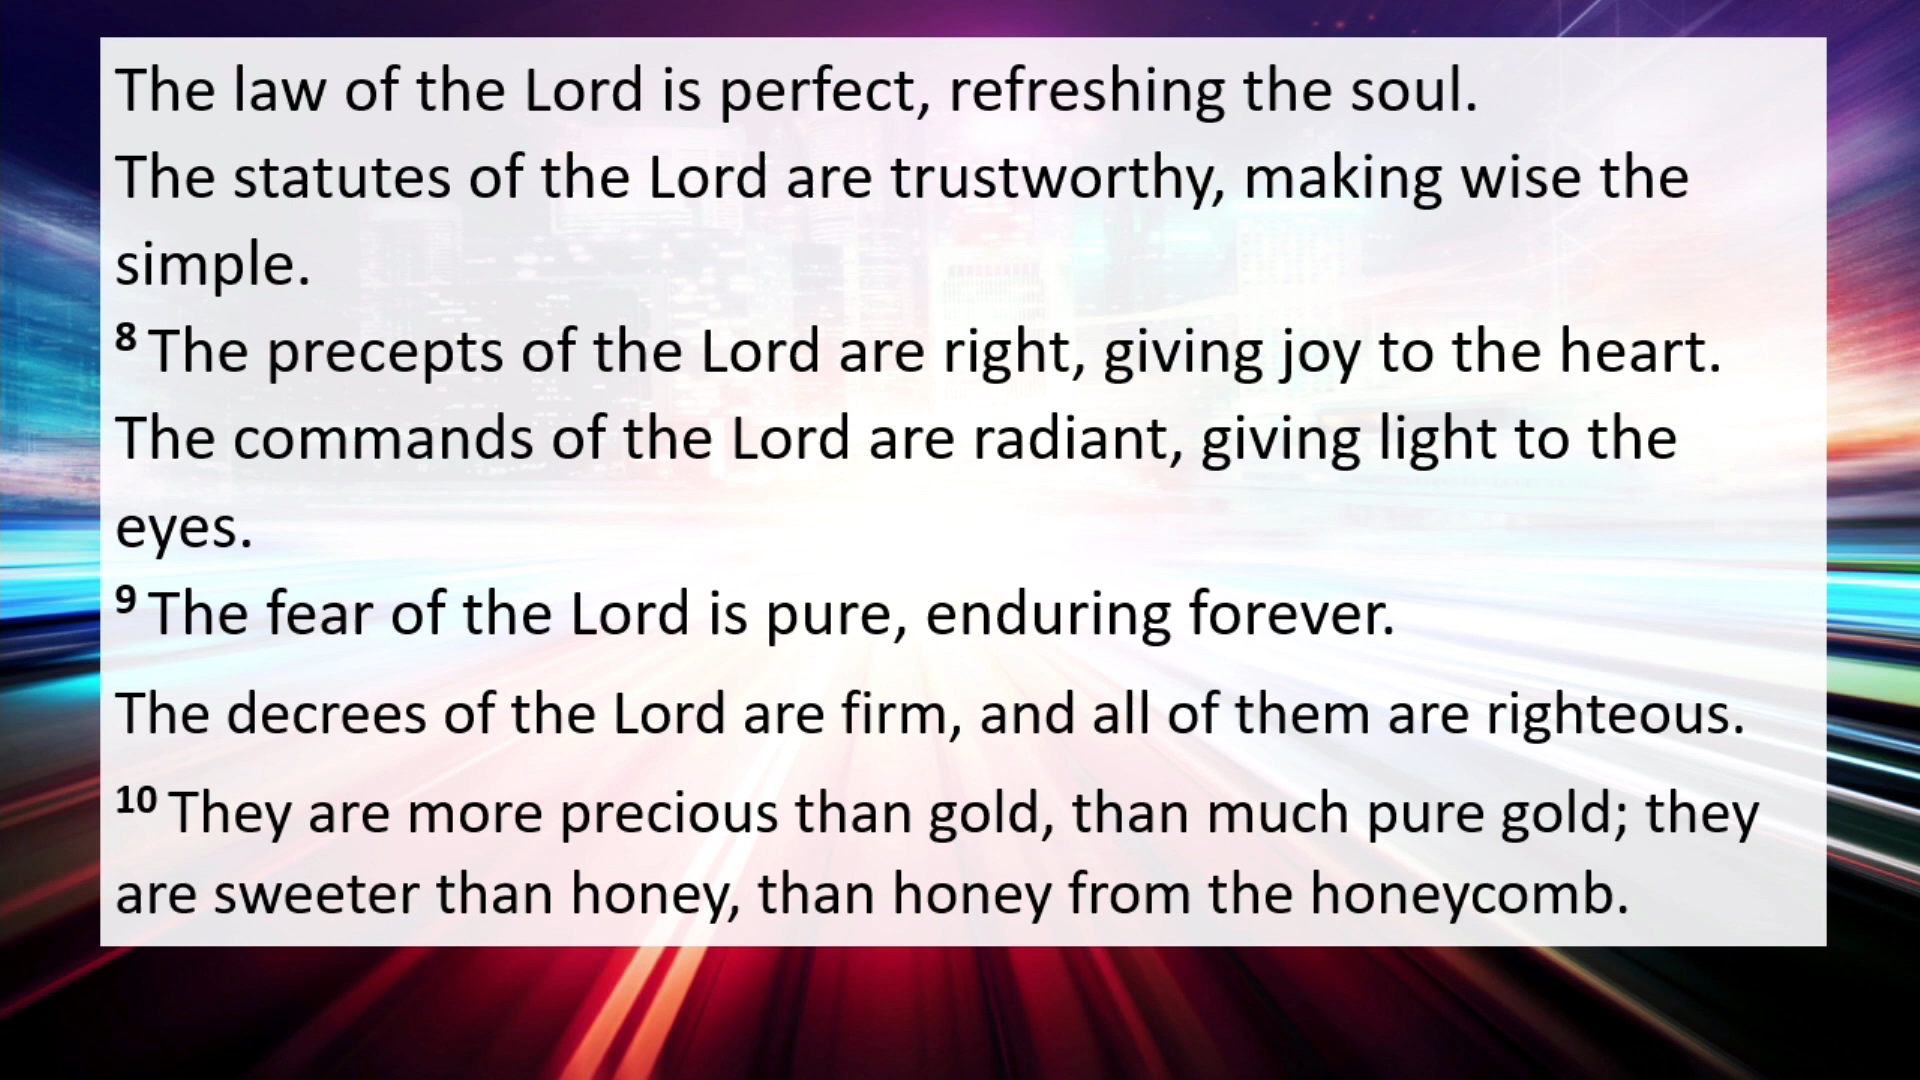 The law of the Lord is perfect, refreshing the soul.
The statutes of the Lord are trustworthy, making wise the
simple.
8 The precepts of the Lord are right, giving joy to the heart.
The commands of the Lord are radiant, giving light to the
eyes.
9 The fear of the Lord is pure, enduring forever.
The decrees of the Lord are firm, and all of them are righteous.
10 They are more precious than gold, than much pure gold; they
are sweeter than honey, than honey from the honeycomb.